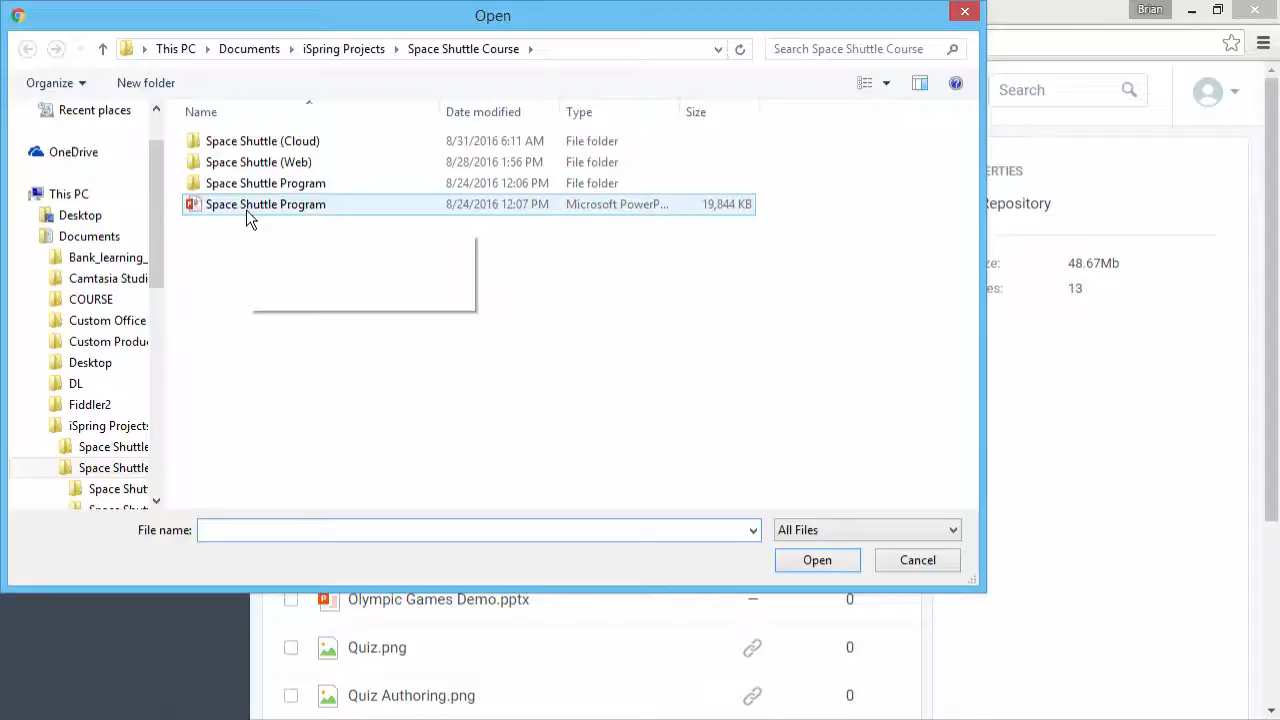 Open
Brian
This PC Documents iSpring Projects Space Shuttle Course
Search Space Shuttle Course
Organize New folder
Search
Recent places
OneDrive
This PC
Desktop
Documents
Bank_learning_
Camtasia Studi
COURSE
Custom Office
Custom Produ
Desktop
DL
Fiddler2
iSpring Projects
Space Shuttle
Space Shuttle
Space Shut
Name Date modified Type Size
Space Shuttle (Cloud) 8/31/2016 6:11 AM File folder
Space Shuttle (Web) 8/28/2016 1:56 PM File folder
Space Shuttle Program 8/24/2016 12:06 PM File folder
Space Shuttle Program 8/24/2016 12:07 PM Microsoft PowerP... 19,844 KB
File name: All Files
Open Cancel
ERTIES
Repository
ze: 48.67Mb
es: 13
Olympic Games Demo.pptx – 0
Quiz.png 0
Quiz Authoring.png 0